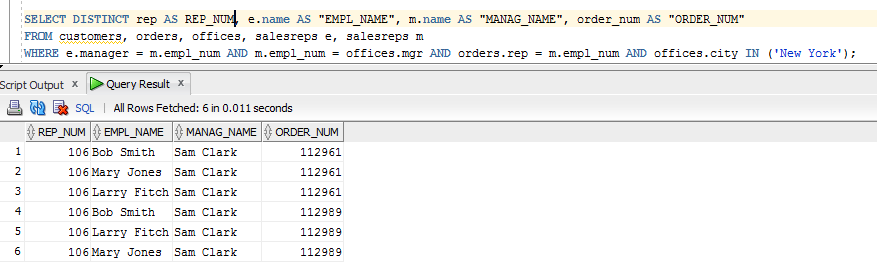 SELECT DISTINCT rep AS REP_NUM, e.name AS "EMPL_NAME", m.name AS "MANAG_NAME", order_num AS "ORDER_NUM"
FROM customers, orders, offices, salesreps e, salesreps m
WHERE e.manager = m.empl_num AND m.empl_num = offices.mgr AND orders.rep = m.empl_num AND offices.city IN ('New York');
Script Output x Query Result x
SQL | All Rows Fetched: 6 in 0.011 seconds
REP_NUM EMPL_NAME MANAG_NAME ORDER_NUM
1 106 Bob Smith Sam Clark 112961
2 106 Mary Jones Sam Clark 112961
3 106 Larry Fitch Sam Clark 112961
4 106 Bob Smith Sam Clark 112989
5 106 Larry Fitch Sam Clark 112989
6 106 Mary Jones Sam Clark 112989